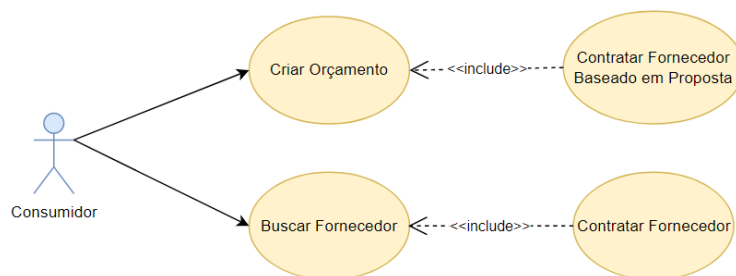 Criar Orçamento
<<include>>
Contratar Fornecedor
Baseado em Proposta
Consumidor
Buscar Fornecedor
<<include>>
Contratar Fornecedor